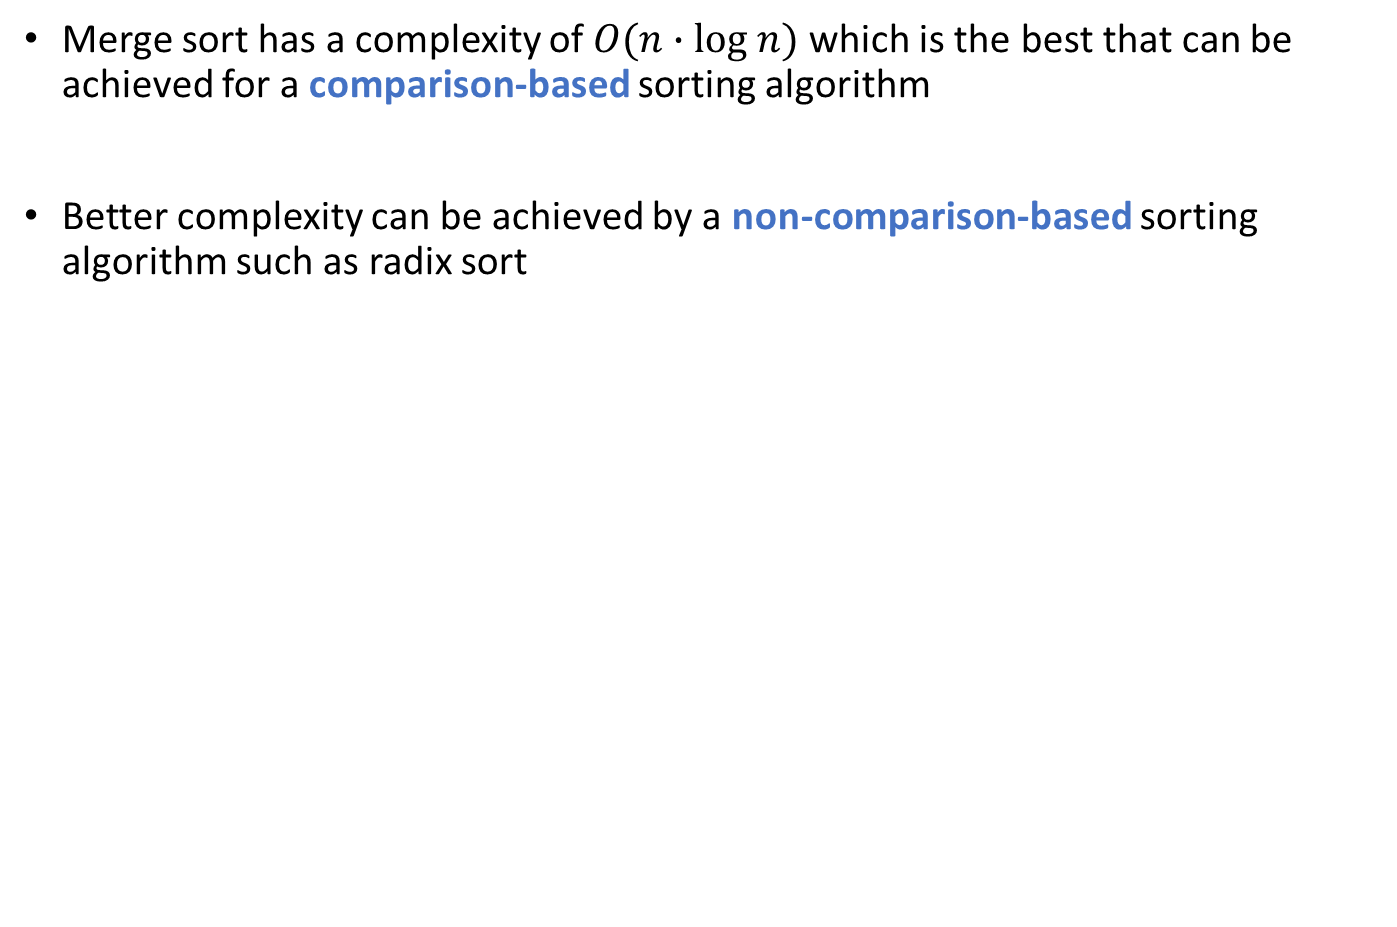 • Merge sort has a complexity of O(n · log n) which is the best that can be
achieved for a comparison-based sorting algorithm
• Better complexity can be achieved by a non-comparison-based sorting
algorithm such as radix sort